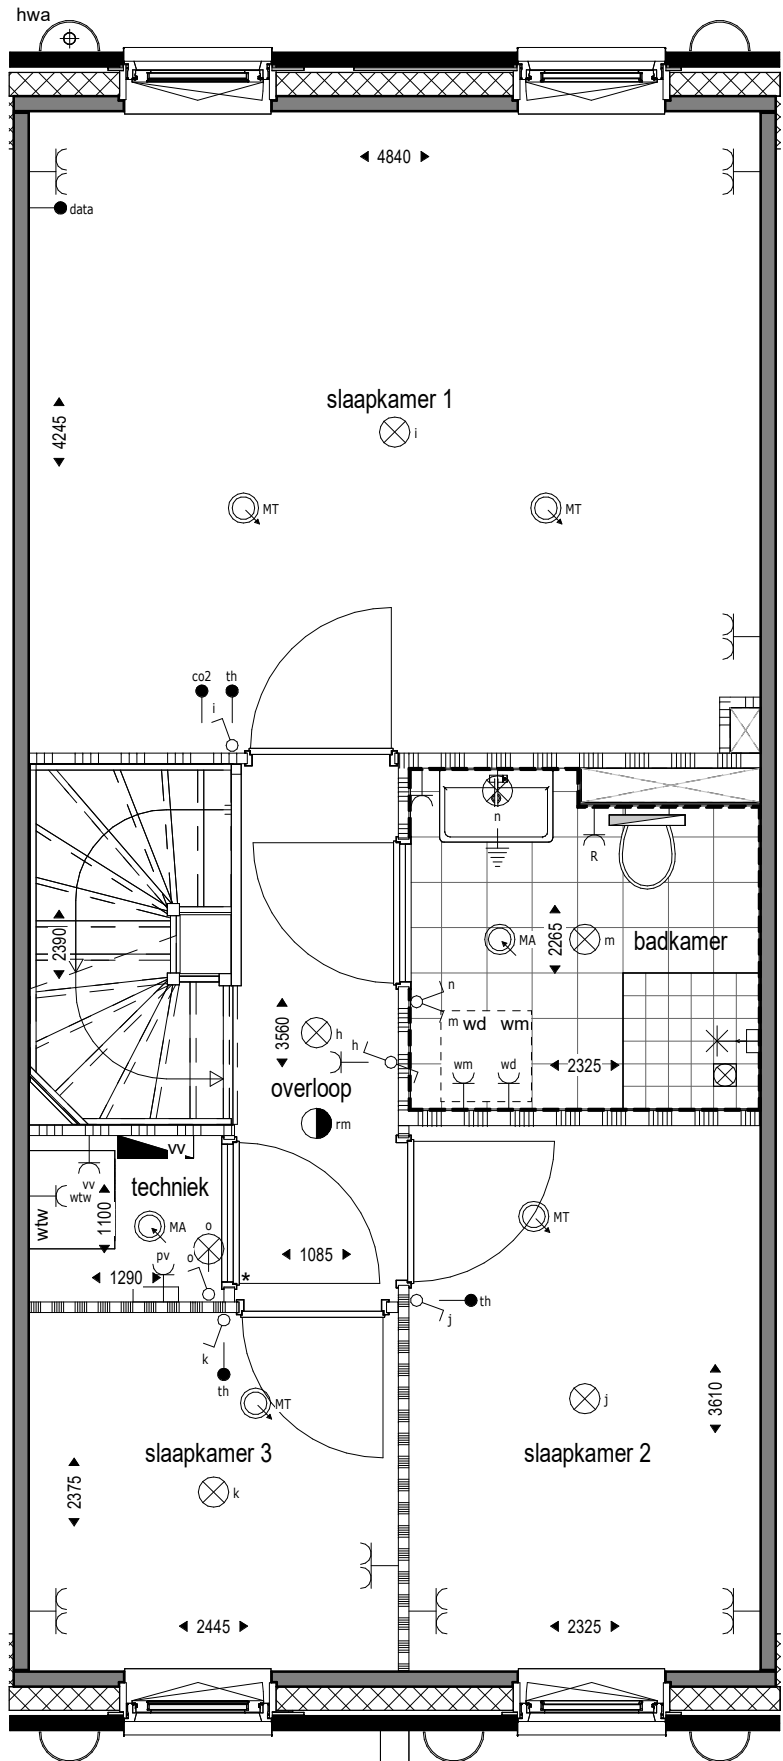 hwa
4840
data
slaapkamer 1
i
4245
MT
MT
co2 th
i
n
R
2390
MA
2265
m
badkamer
n
m
3560
h
h
wd wm
wm wd
2325
overloop
rm
vv
vv
wtw
wtw
techniek
1100
MA
o
pv
o
1290
1085
*
MT
th
j
k
th
MT
j
3610
slaapkamer 3
slaapkamer 2
k
2375
2445
2325